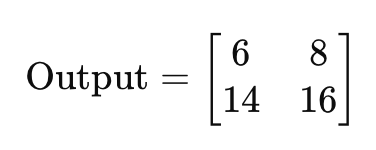 Output = [6 8
14 16]